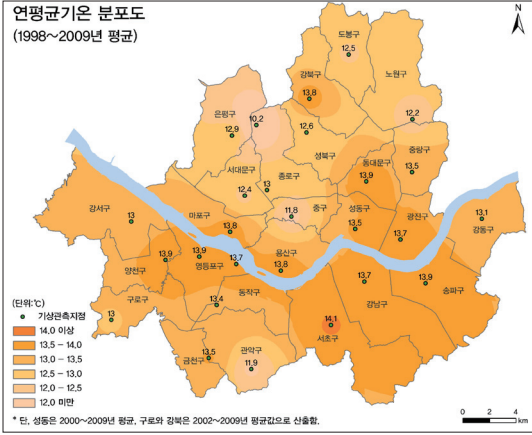 연평균기온 분포도
(1998~2009년 평균)
N
도봉구
12.5
노원구
강북구
13.8
은평구
10.2
12.2
12.9
12.6
성북구
중랑구
동대문구
13.5
서대문구
종로구
13.9
12.4
13
강서구
마포구
11.8
중구
성동구
광진구
13.1
13
13.8
13.5
13.7
강동구
13.9
13.9
용산구
양천구
영등포구
13.7
13.8
13.7
13.9
송파구
구로구
동작구
강남구
13.4
13
14.1
서초구
13.5
관악구
금천구
11.9
(단위:℃)
기상관측지점
14.0 이상
13.5 - 14.0
13.0 - 13.5
12.5 - 13.0
12.0 - 12.5
12.0 미만
* 단, 성동은 2000~2009년 평균, 구로와 강북은 2002~2009년 평균값으로 산출함.
0 2 4
km